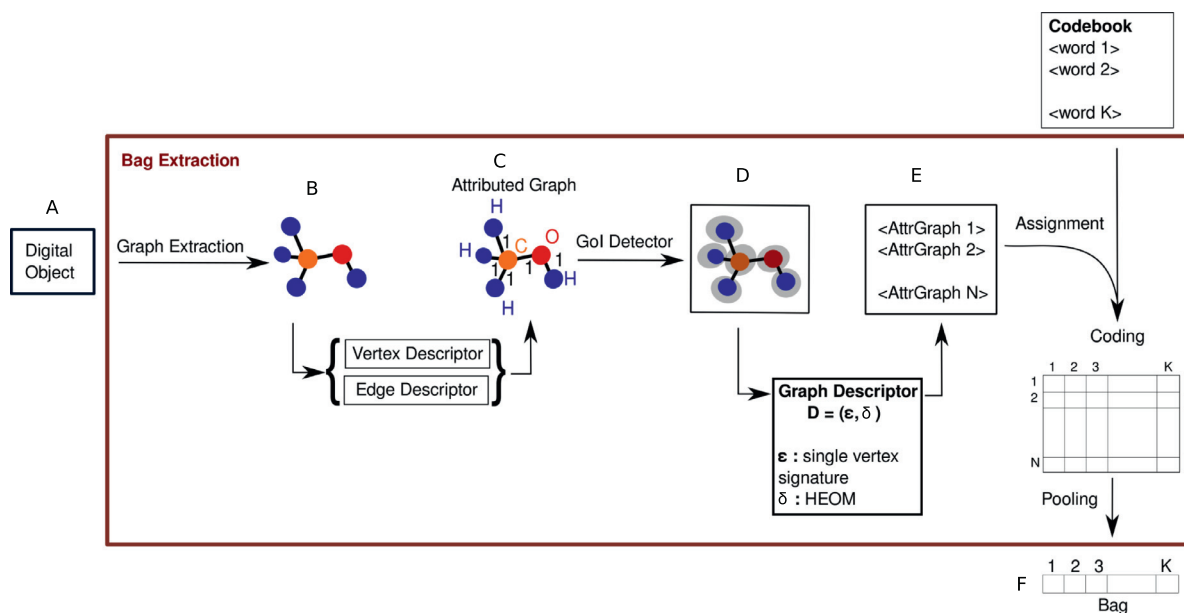 Codebook
<word 1>
<word 2>
<word K>
Bag Extraction
A
Digital
Object
Graph Extraction
B
C
Attributed Graph
H
H
H
H
C
O
1
1
1
1
1
GoI Detector
D
E
<AttrGraph 1>
<AttrGraph 2>
<AttrGraph N>
Assignment
Vertex Descriptor
Edge Descriptor
Graph Descriptor
D = (ε, δ )
ε : single vertex
signature
δ : HEOM
Coding
1 2 3 K
1
2
N
Pooling
F
1 2 3 K
Bag